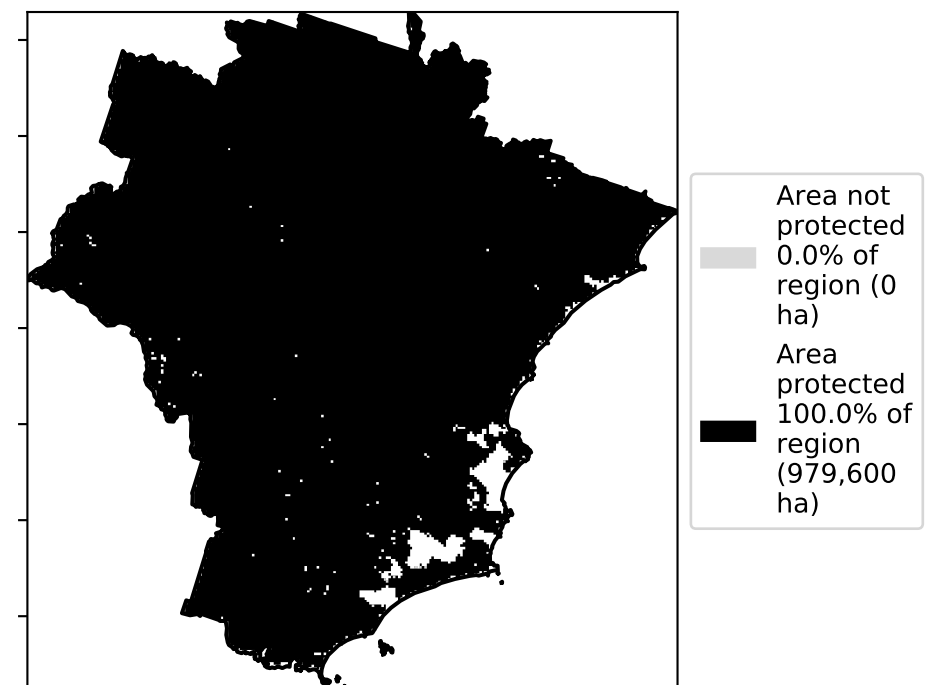 Area not
protected
0.0% of
region (0
ha)
Area
protected
100.0% of
region
(979,600
ha)